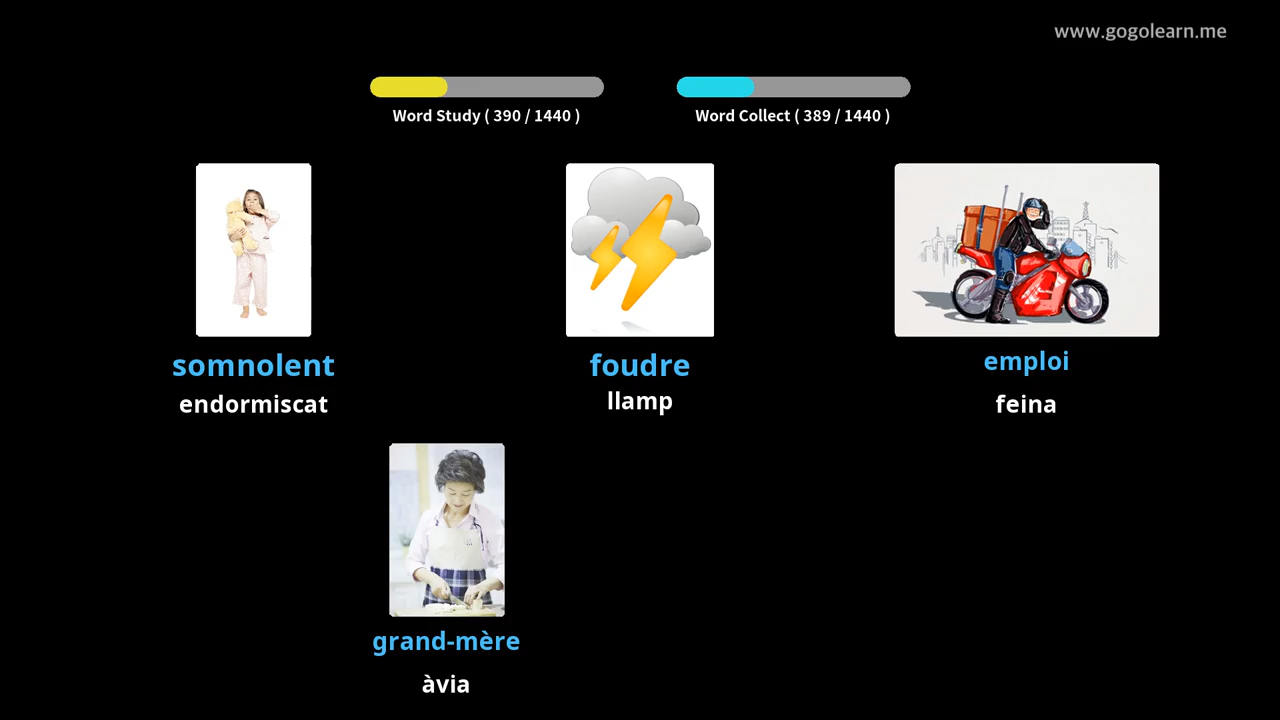 www.gogolearn.me
Word Study ( 390 / 1440 )
Word Collect ( 389 / 1440 )
somnolent
endormiscat
foudre
llamp
emploi
feina
grand-mère
àvia